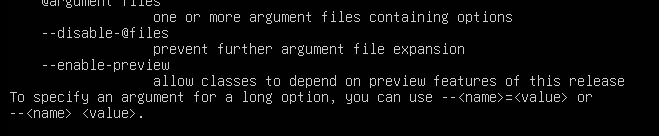 @argument files
one or more argument files containing options
--disable-@files
prevent further argument file expansion
--enable-preview
allow classes to depend on preview features of this release
To specify an argument for a long option, you can use --<name>=<value> or
--<name> <value>.